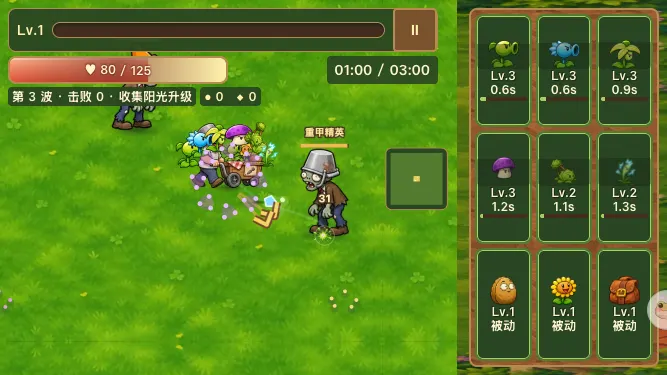 Lv.1
80 / 125
01:00 / 03:00
第 3 波 · 击败 0 · 收集阳光升级
0 0
重甲精英
31
Lv.3
0.6s
Lv.3
0.6s
Lv.3
0.9s
Lv.3
1.2s
Lv.2
1.1s
Lv.2
1.3s
Lv.1
被动
Lv.1
被动
Lv.1
被动